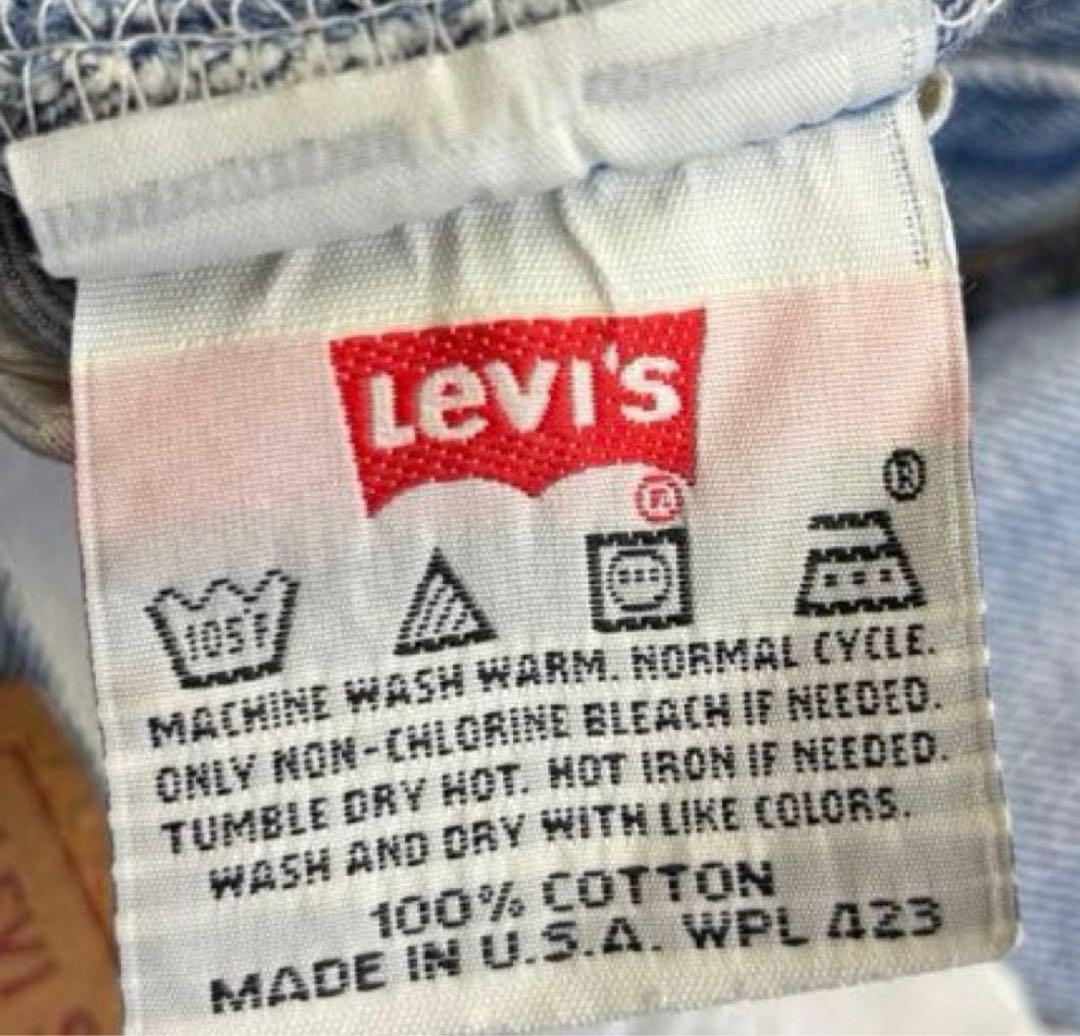 Levi's
®
®
105°F
MACHINE WASH WARM. NORMAL CYCLE.
ONLY NON-CHLORINE BLEACH IF NEEDED.
TUMBLE DRY HOT. HOT IRON IF NEEDED.
WASH AND DRY WITH LIKE COLORS.
100% COTTON
MADE IN U.S.A. WPL 423